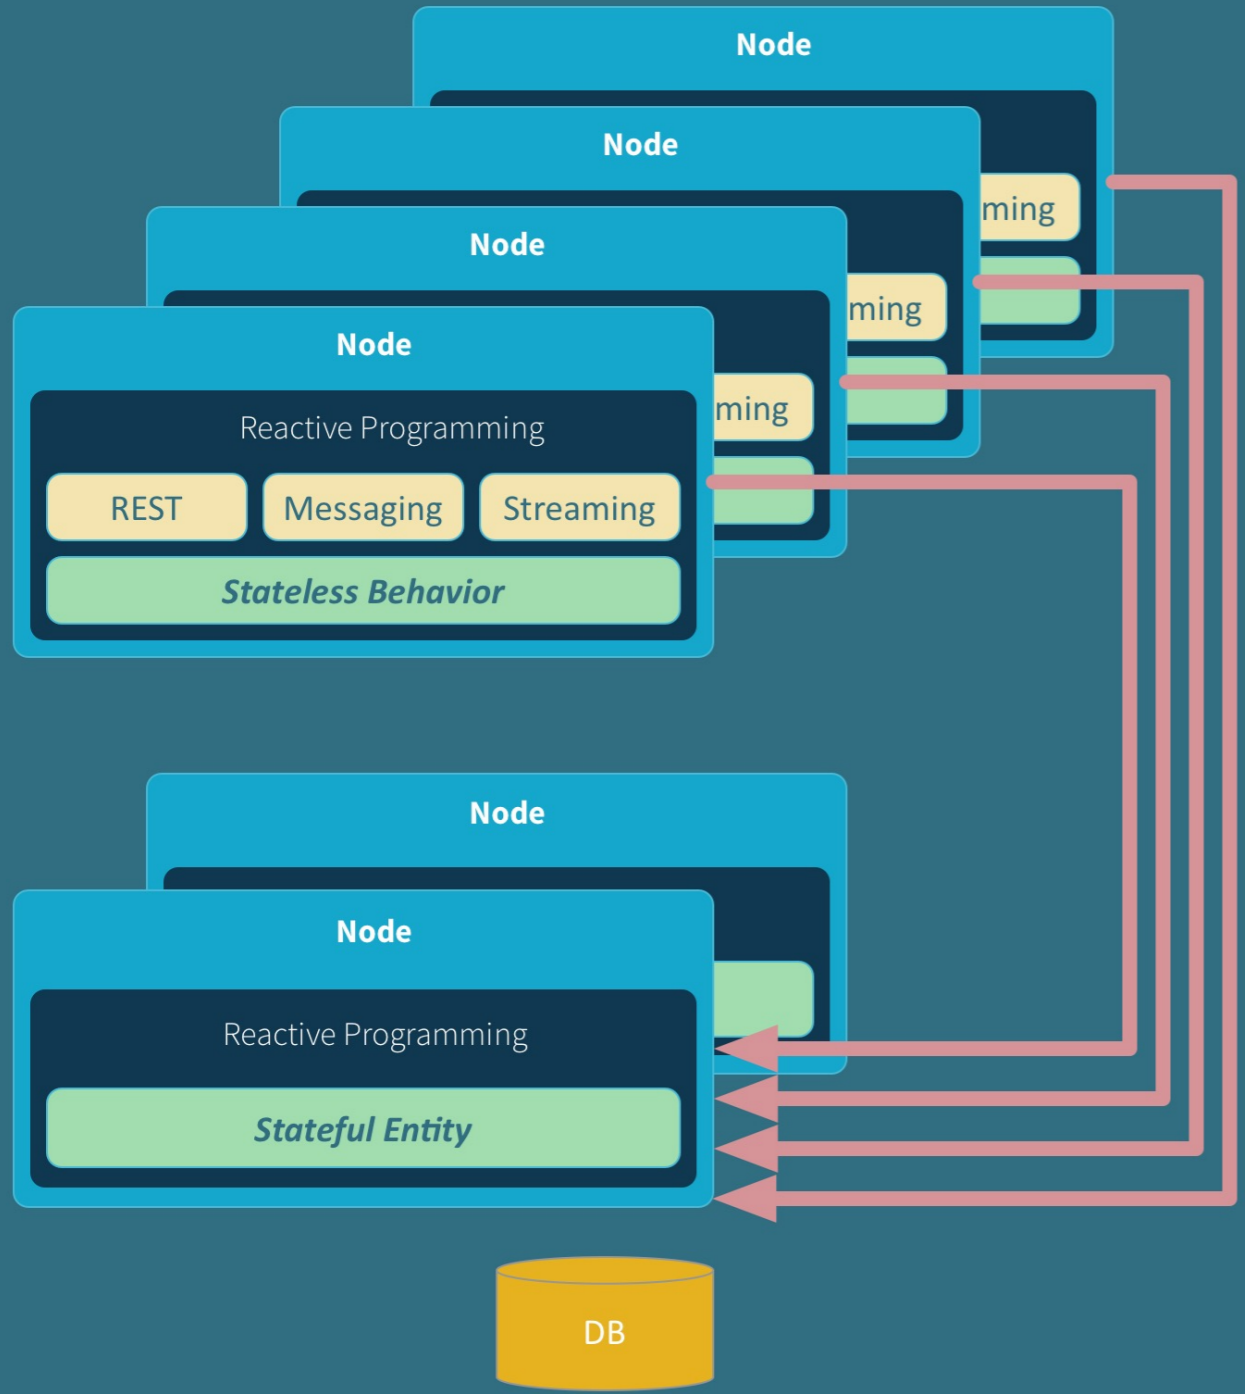 Node
ming
Node
ming
Node
ming
Node
Reactive Programming
REST Messaging Streaming
Stateless Behavior
Node
Node
Reactive Programming
Stateful Entity
DB